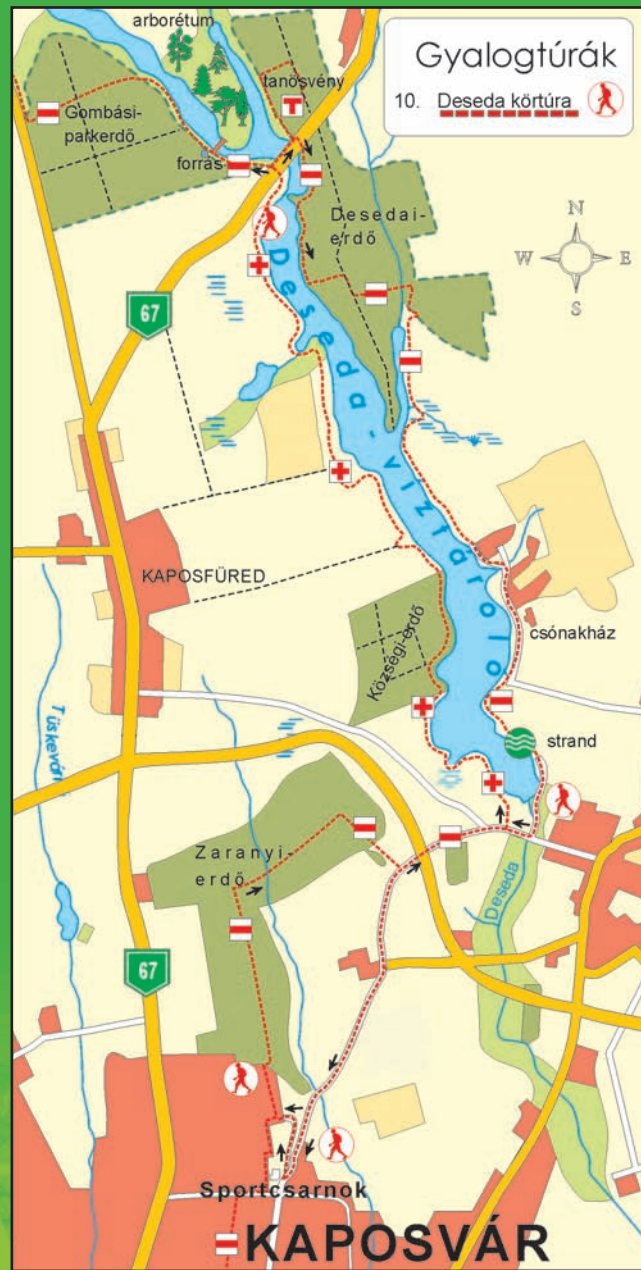 arborétum
Gyalogtúrák
10. Deseda körtúra
tanösvény
Gombási-
parkerdő
forrás
Desedai-
erdő
N
W E
S
67
Deseda-víztároló
KAPOSFÜRED
csónakház
Községi-erdő
strand
Tüskevári
Zaranyi-
erdő
Deseda
67
Sportcsarnok
KAPOSVÁR